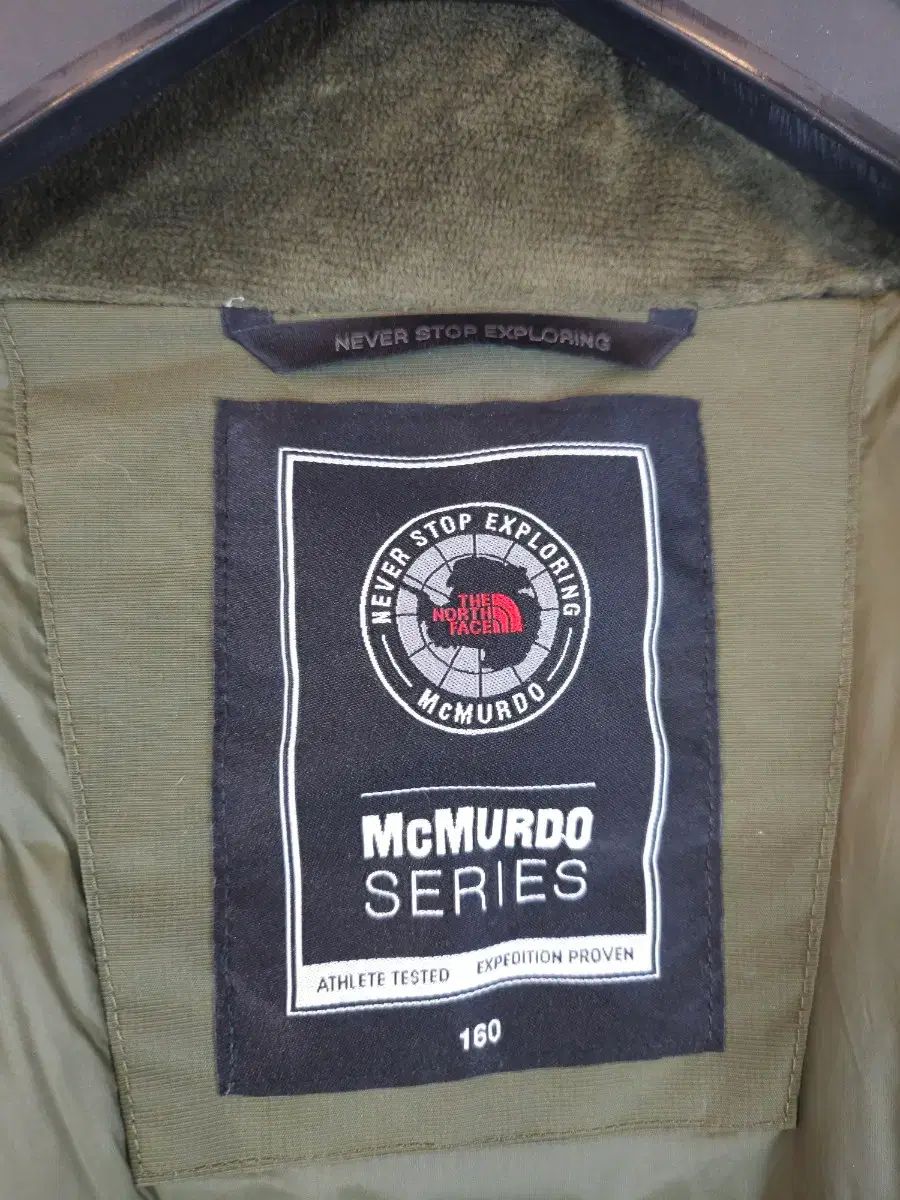 NEVER STOP EXPLORING
NEVER STOP EXPLORING
THE
NORTH
FACE
McMURDO
McMURDO
SERIES
ATHLETE TESTED EXPEDITION PROVEN
160